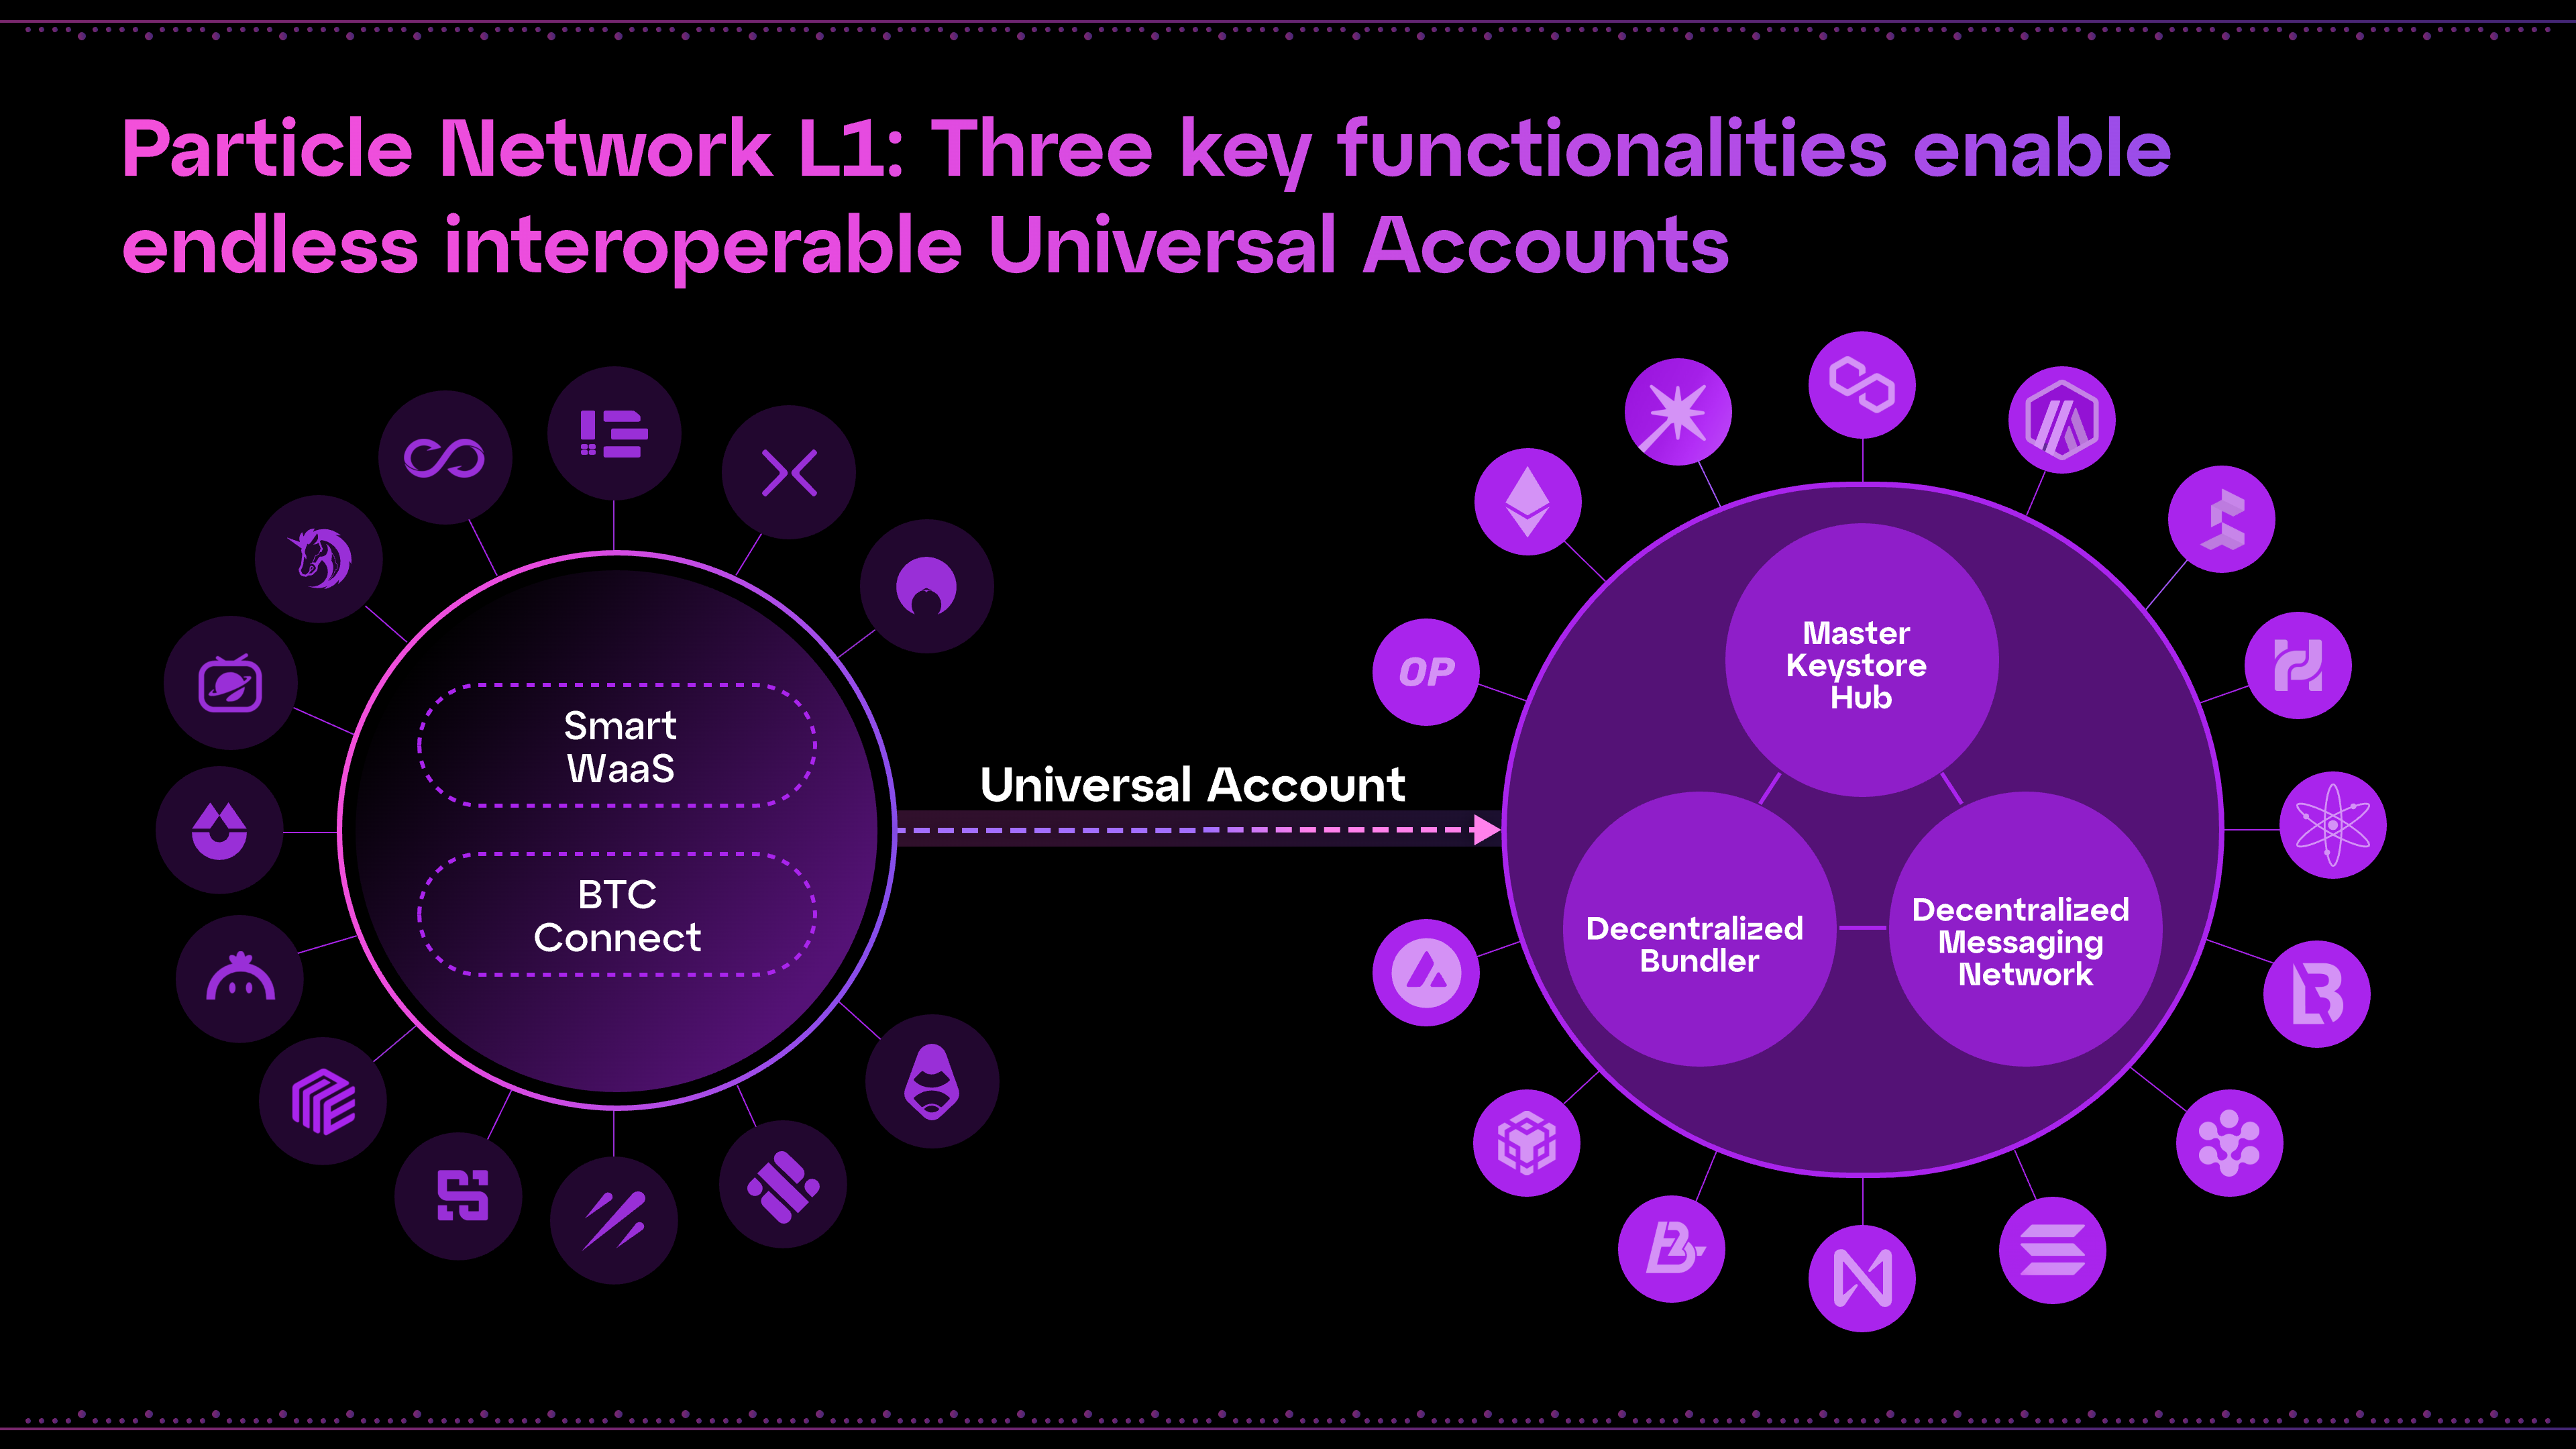 Particle Network L1: Three key functionalities enable
endless interoperable Universal Accounts
Smart
WaaS
BTC
Connect
Universal Account
OP
Master
Keystore
Hub
Decentralized
Bundler
Decentralized
Messaging
Network